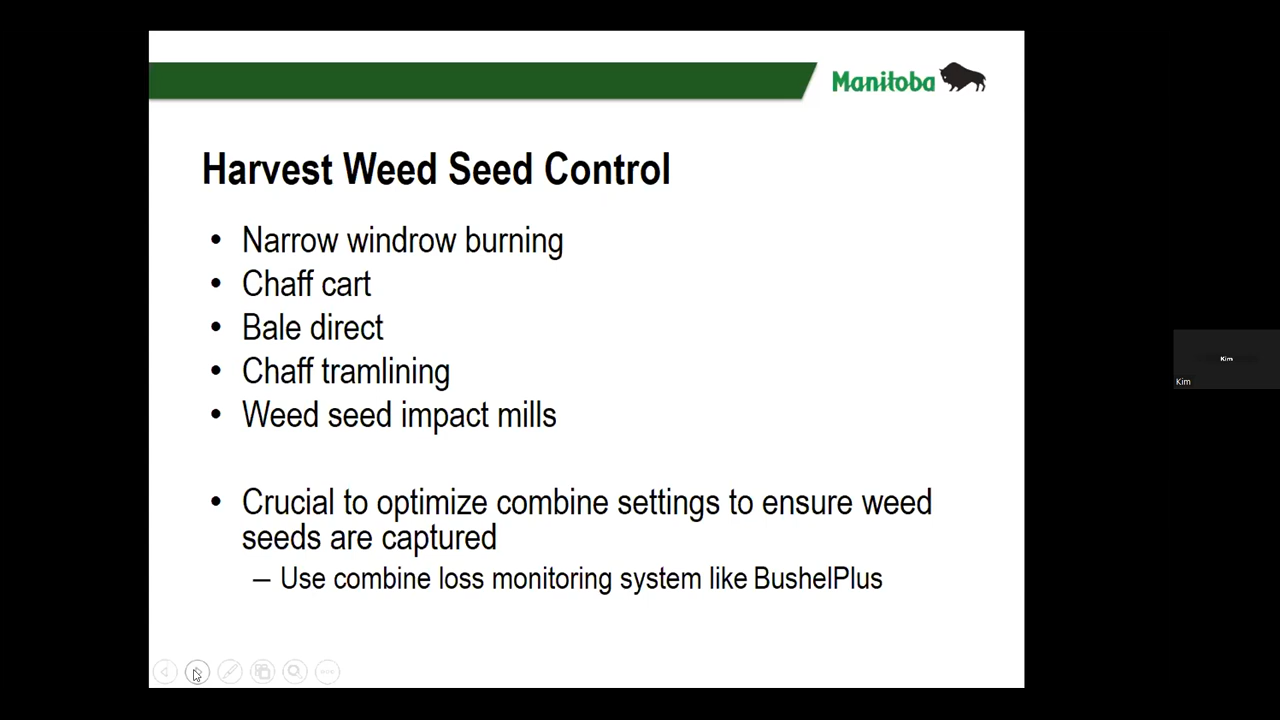 Manitoba
Harvest Weed Seed Control
• Narrow windrow burning
• Chaff cart
• Bale direct
• Chaff tramlining
• Weed seed impact mills
• Crucial to optimize combine settings to ensure weed
seeds are captured
– Use combine loss monitoring system like BushelPlus
Kim
Kim